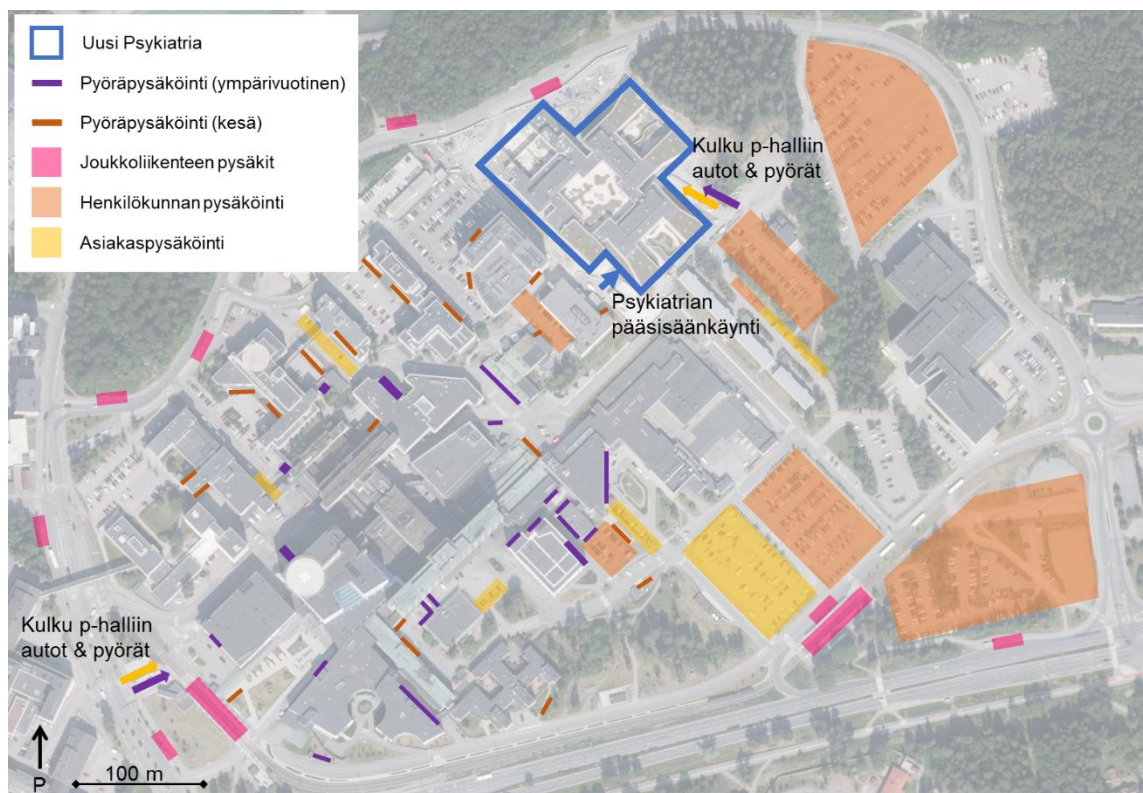 Uusi Psykiatria
Pyöräpysäköinti (ympärivuotinen)
Pyöräpysäköinti (kesä)
Joukkoliikenteen pysäkit
Henkilökunnan pysäköinti
Asiakaspysäköinti
Kulku p-halliin
autot & pyörät
Psykiatrian
pääsisäänkäynti
Kulku p-halliin
autot & pyörät
P
100 m